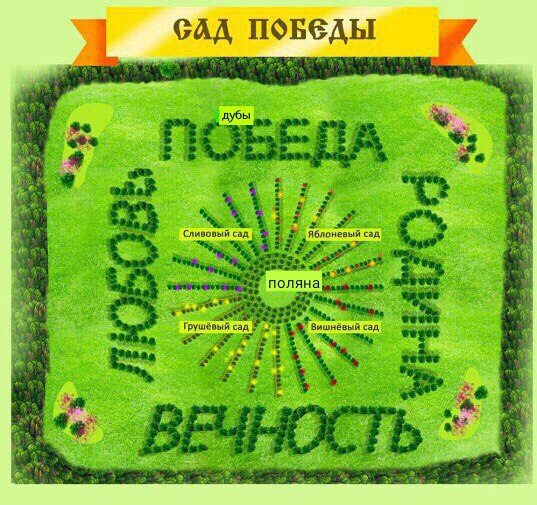 САД ПОБЕДЫ
дубы
ПОБЕДА
ЛЮБОВЬ
РОДИНА
Сливовый сад
Яблоневый сад
поляна
Грушёвый сад
Вишнёвый сад
ВЕЧНОСТЬ